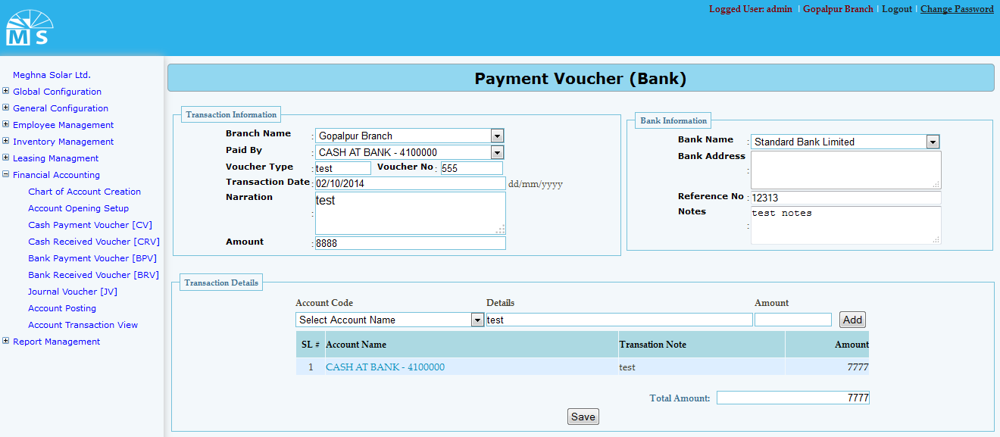 Logged User: admin | Gopalpur Branch | Logout | Change Password
M S
Meghna Solar Ltd.
Global Configuration
General Configuration
Employee Management
Inventory Management
Leasing Managment
Financial Accounting
Chart of Account Creation
Account Opening Setup
Cash Payment Voucher [CV]
Cash Received Voucher [CRV]
Bank Payment Voucher [BPV]
Bank Received Voucher [BRV]
Journal Voucher [JV]
Account Posting
Account Transaction View
Report Management
Payment Voucher (Bank)
Transaction Information
Branch Name : Gopalpur Branch
Paid By : CASH AT BANK - 4100000
Voucher Type : test Voucher No : 555
Transaction Date : 02/10/2014 dd/mm/yyyy
Narration : test
Amount : 8888
Bank Information
Bank Name : Standard Bank Limited
Bank Address :
Reference No : 12313
Notes : test notes
Transaction Details
Account Code Details Amount
Select Account Name test Add
SL # Account Name Transation Note Amount
1 CASH AT BANK - 4100000 test 7777
Total Amount: 7777
Save